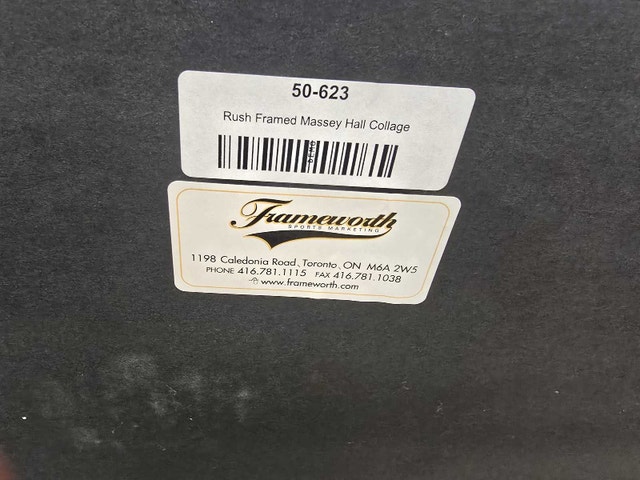 50-623
Rush Framed Massey Hall Collage
Frameworth
SPORTS MARKETING
1198 Caledonia Road, Toronto, ON M6A 2W5
PHONE 416.781.1115 FAX 416.781.1038
www.frameworth.com